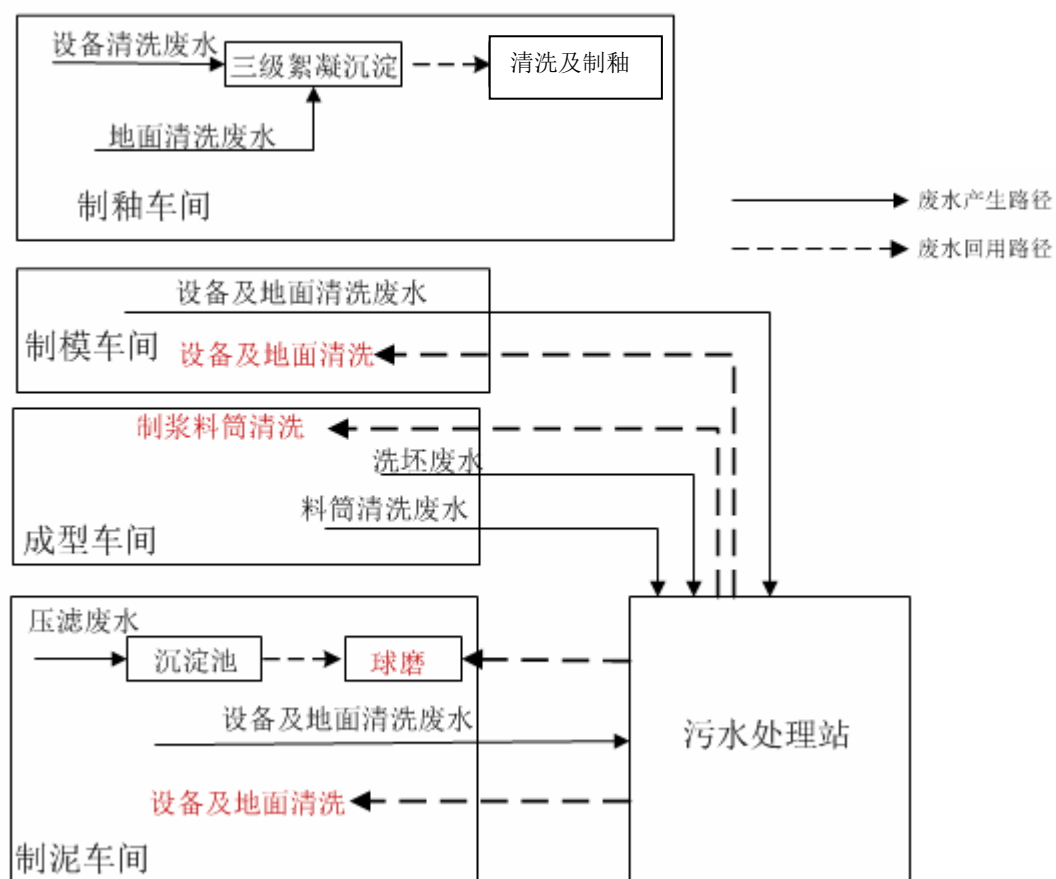 设备清洗废水
三级絮凝沉淀
清洗及制釉
地面清洗废水
制釉车间
废水产生路径
废水回用路径
设备及地面清洗废水
制模车间
设备及地面清洗
制浆料筒清洗
洗坯废水
料筒清洗废水
成型车间
压滤废水
沉淀池
球磨
设备及地面清洗废水
污水处理站
设备及地面清洗
制泥车间